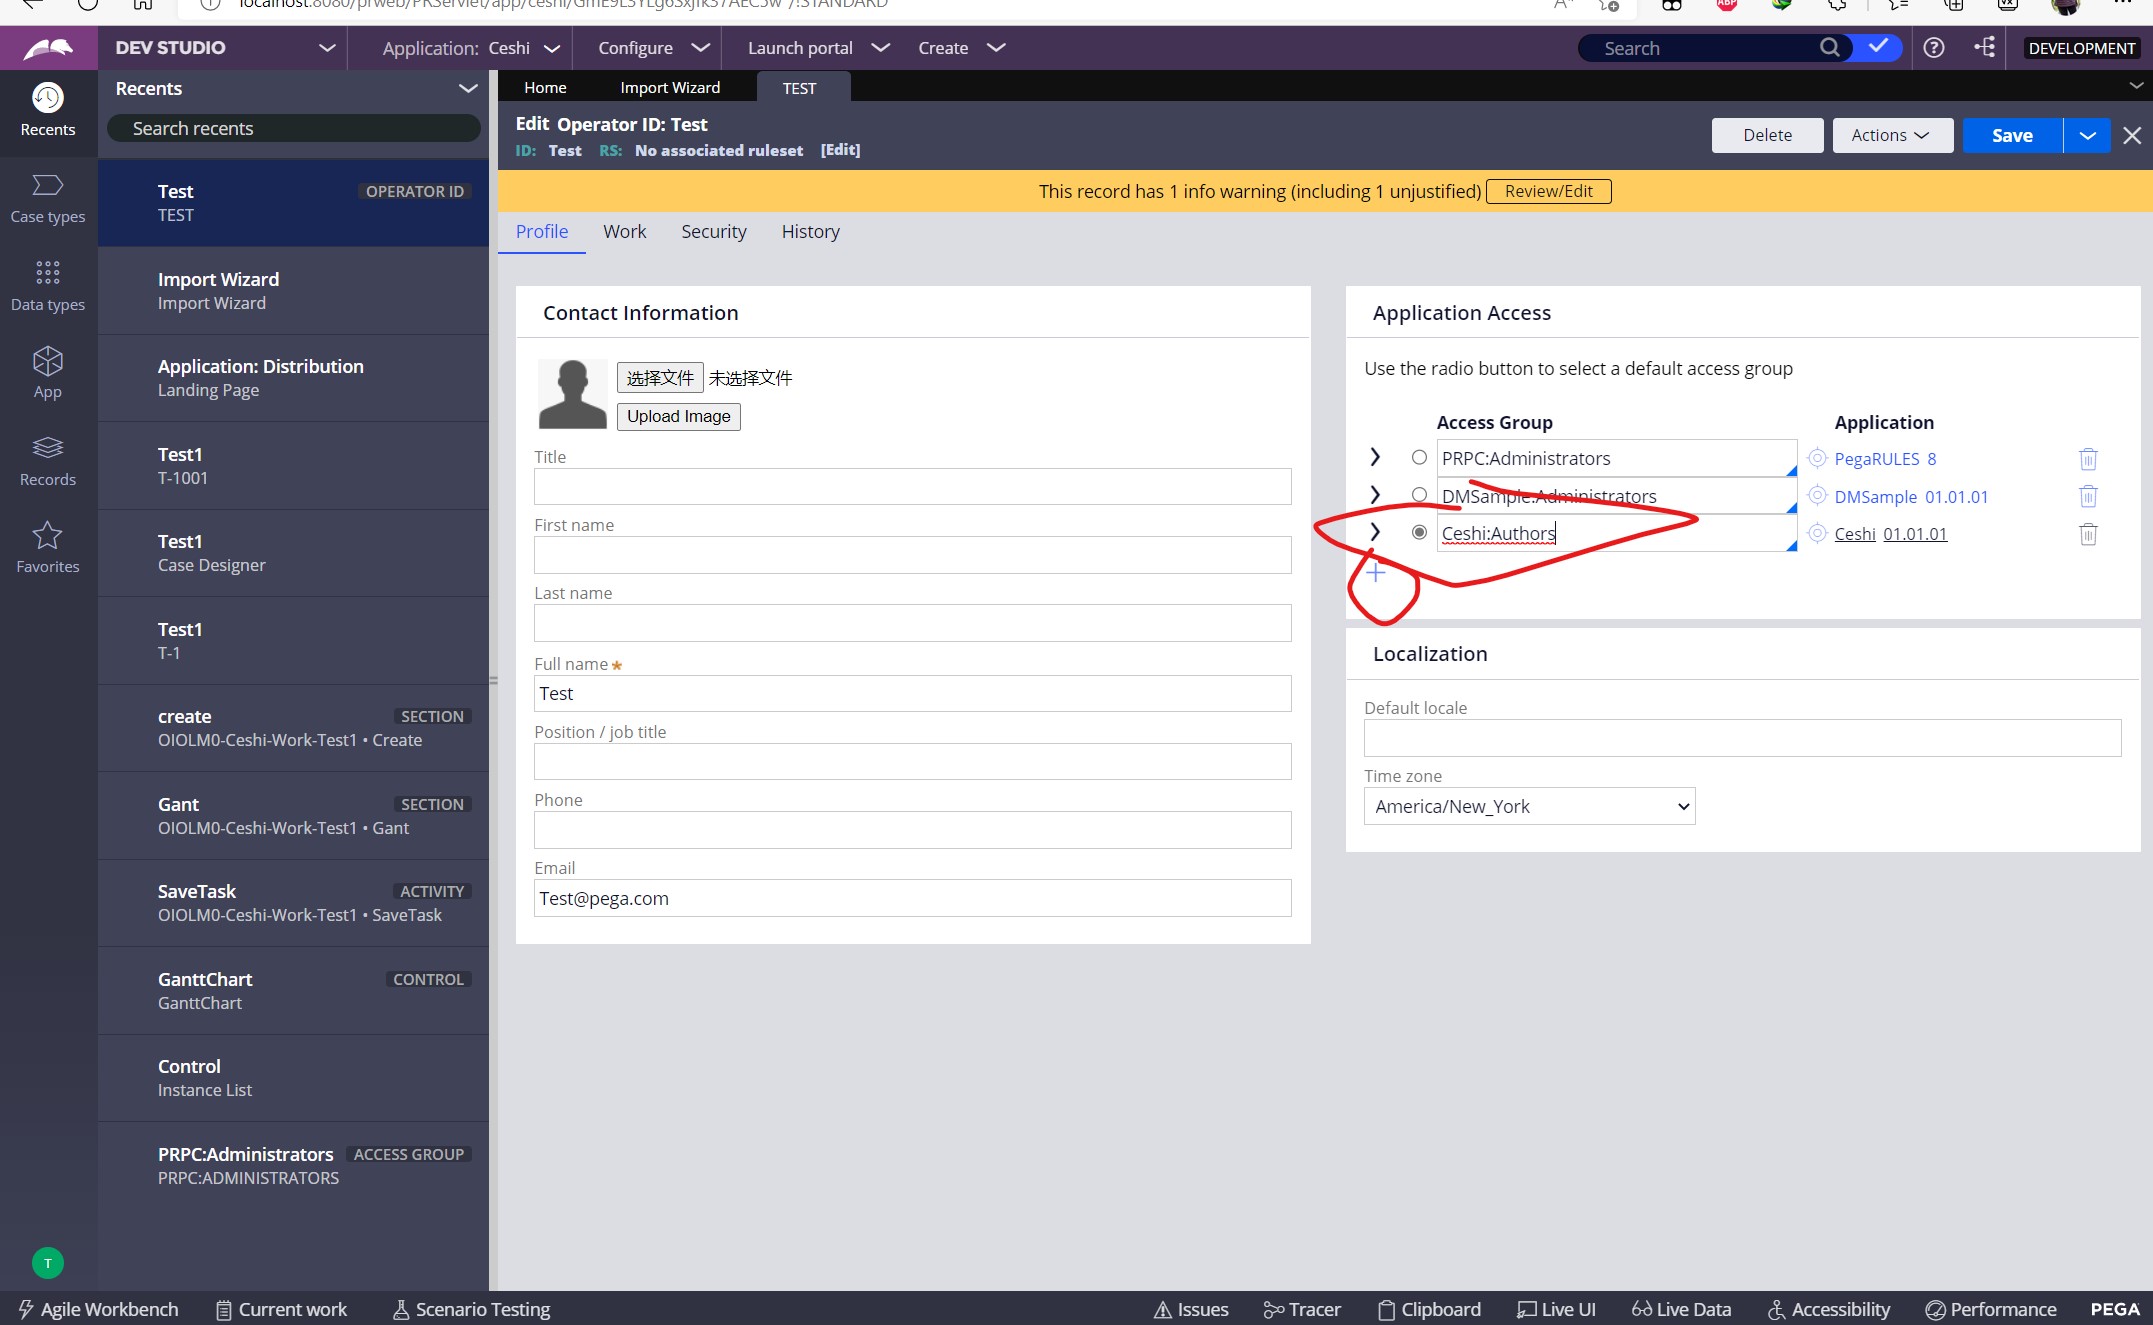 DEV STUDIO
Application: Ceshi
Configure
Launch portal
Create
Search
DEVELOPMENT
Recents
Search recents
Recents
Case types
Data types
App
Records
Favorites
T
Test OPERATOR ID
TEST
Import Wizard
Import Wizard
Application: Distribution
Landing Page
Test1
T-1001
Test1
Case Designer
Test1
T-1
create SECTION
OIOLM0-Ceshi-Work-Test1 • Create
Gant SECTION
OIOLM0-Ceshi-Work-Test1 • Gant
SaveTask ACTIVITY
OIOLM0-Ceshi-Work-Test1 • SaveTask
GanttChart CONTROL
GanttChart
Control
Instance List
PRPC:Administrators ACCESS GROUP
PRPC:ADMINISTRATORS
Home Import Wizard TEST
Edit Operator ID: Test
ID: Test RS: No associated ruleset [Edit]
Delete Actions Save
This record has 1 info warning (including 1 unjustified) Review/Edit
Profile Work Security History
Contact Information
选择文件 未选择文件
Upload Image
Title
First name
Last name
Full name ★
Test
Position / job title
Phone
Email
Test@pega.com
Application Access
Use the radio button to select a default access group
Access Group Application
PRPC:Administrators PegaRULES 8
DMSample:Administrators DMSample 01.01.01
Ceshi:Authors Ceshi 01.01.01
Localization
Default locale
Time zone
America/New_York
Agile Workbench Current work Scenario Testing Issues Tracer Clipboard Live UI Live Data Accessibility Performance PEGA